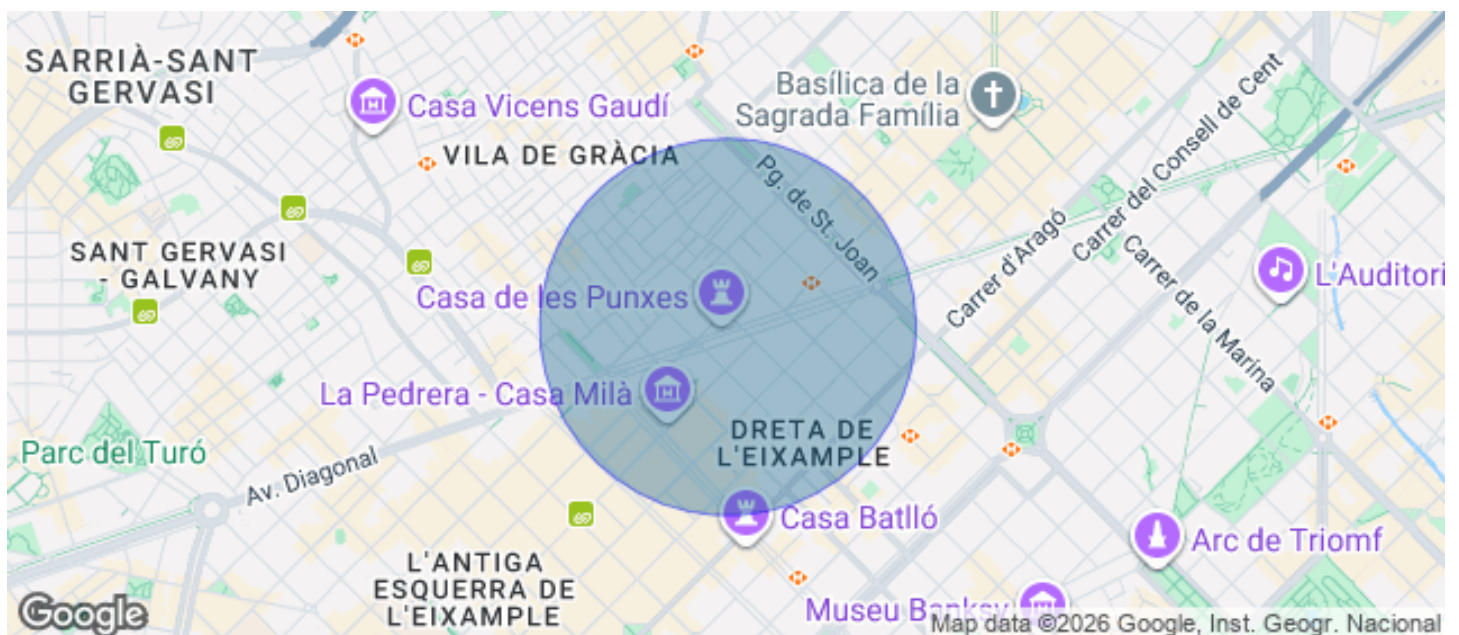 SARRIÀ-SANT
GERVASI
Casa Vicens Gaudí
Basílica de la
Sagrada Família
VILA DE GRÀCIA
Pg. de St. Joan
Carrer del Consell de Cent
Carrer d'Aragó
Carrer de la Marina
SANT GERVASI
- GALVANY
L'Auditori
Casa de les Punxes
La Pedrera - Casa Milà
DRETA DE
L'EIXAMPLE
Parc del Turó
Av. Diagonal
Casa Batlló
Arc de Triomf
L'ANTIGA
ESQUERRA DE
L'EIXAMPLE
Museu Banksy
Google
Map data ©2026 Google, Inst. Geogr. Nacional